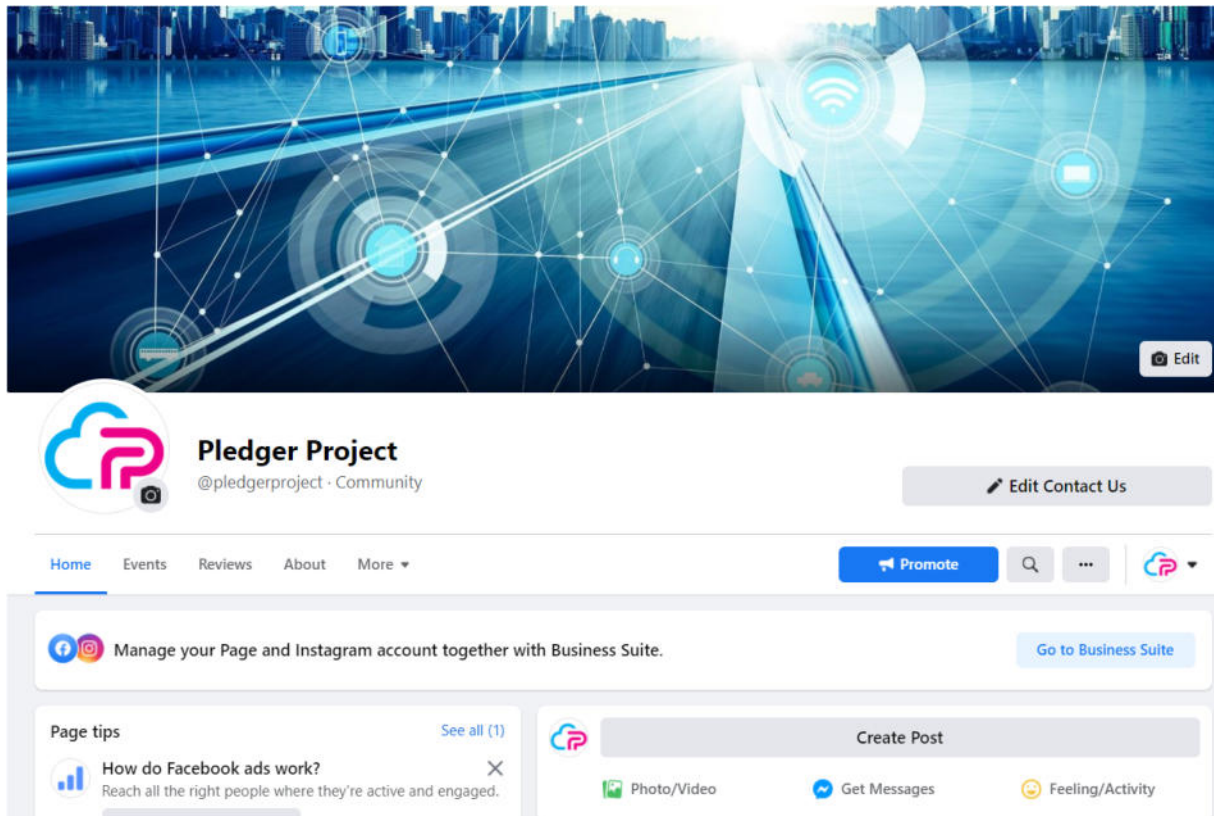 Edit
Pledger Project
@pledgerproject · Community
Edit Contact Us
Home Events Reviews About More
Promote
Manage your Page and Instagram account together with Business Suite.
Go to Business Suite
Page tips
See all (1)
How do Facebook ads work?
Reach all the right people where they're active and engaged.
Create Post
Photo/Video Get Messages Feeling/Activity